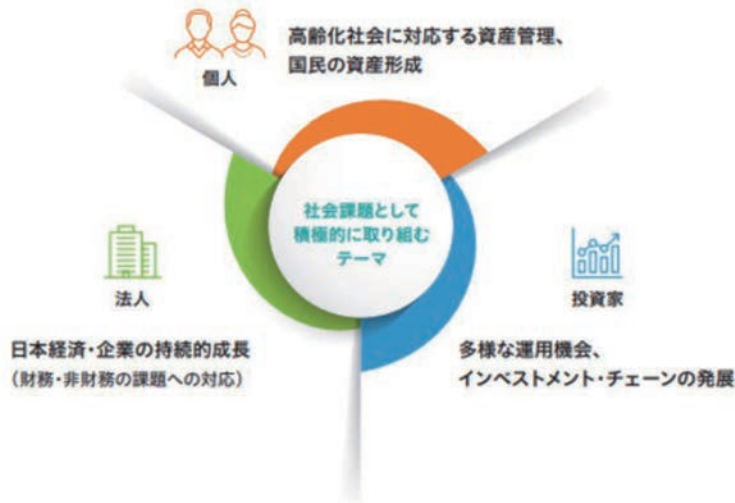 高齢化社会に対応する資産管理、
国民の資産形成
個人
社会課題として
積極的に取り組む
テーマ
法人
日本経済・企業の持続的成長
（財務・非財務の課題への対応）
投資家
多様な運用機会、
インベストメント・チェーンの発展